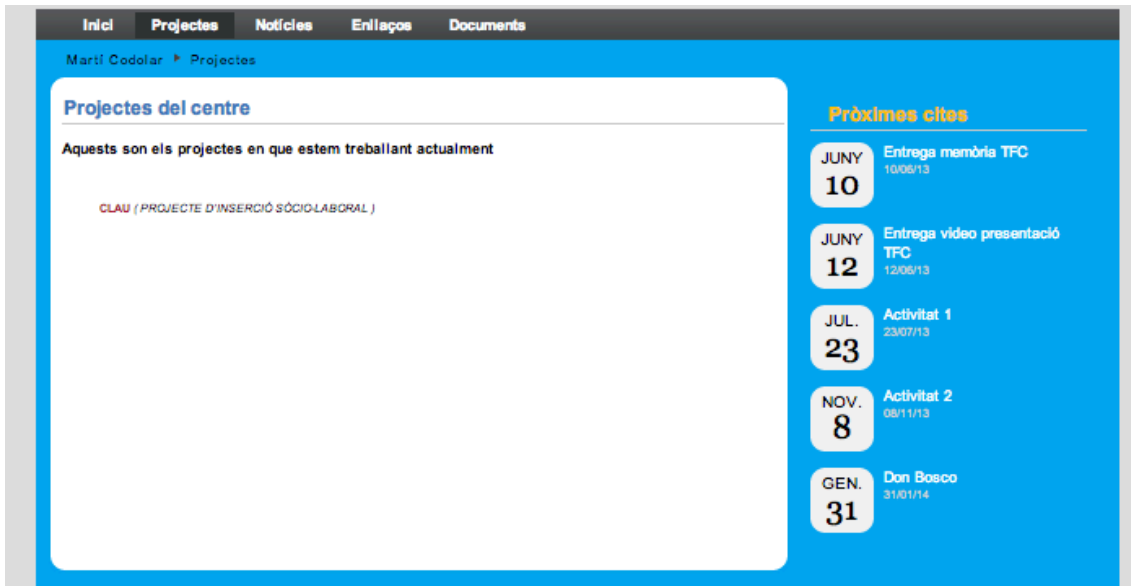 Inici Projectes Notícies Enllaços Documents
Martí Codolar Projectes
Projectes del centre
Aquests son els projectes en que estem treballant actualment
CLAU ( PROJECTE D'INSERCIÓ SÒCIO-LABORAL )
Pròximes cites
JUNY
10
Entrega memòria TFC
10/06/13
JUNY
12
Entrega video presentació
TFC
12/06/13
JUL.
23
Activitat 1
23/07/13
NOV.
8
Activitat 2
08/11/13
GEN.
31
Don Bosco
31/01/14